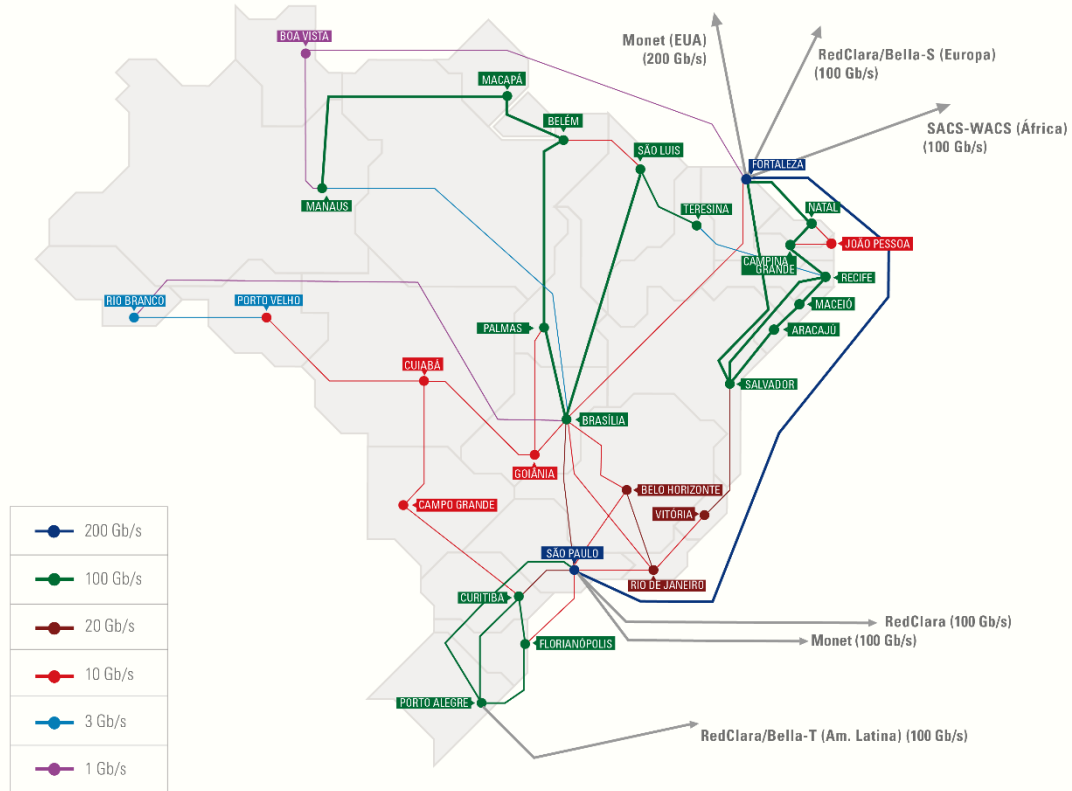 BOA VISTA
Monet (EUA)
(200 Gb/s)
RedClara/Bella-S (Europa)
(100 Gb/s)
MACAPÁ
SACS-WACS (África)
(100 Gb/s)
BELÉM
SÃO LUIS
FORTALEZA
MANAUS
TERESINA
NATAL
JOÃO PESSOA
CAMPINA
GRANDE
RECIFE
RIO BRANCO
PORTO VELHO
MACEIÓ
PALMAS
ARACAJÚ
CUIABÁ
SALVADOR
BRASÍLIA
GOIÂNIA
BELO HORIZONTE
CAMPO GRANDE
VITÓRIA
200 Gb/s
SÃO PAULO
100 Gb/s
RIO DE JANEIRO
CURITIBA
20 Gb/s
RedClara (100 Gb/s)
Monet (100 Gb/s)
FLORIANÓPOLIS
10 Gb/s
PORTO ALEGRE
3 Gb/s
RedClara/Bella-T (Am. Latina) (100 Gb/s)
1 Gb/s